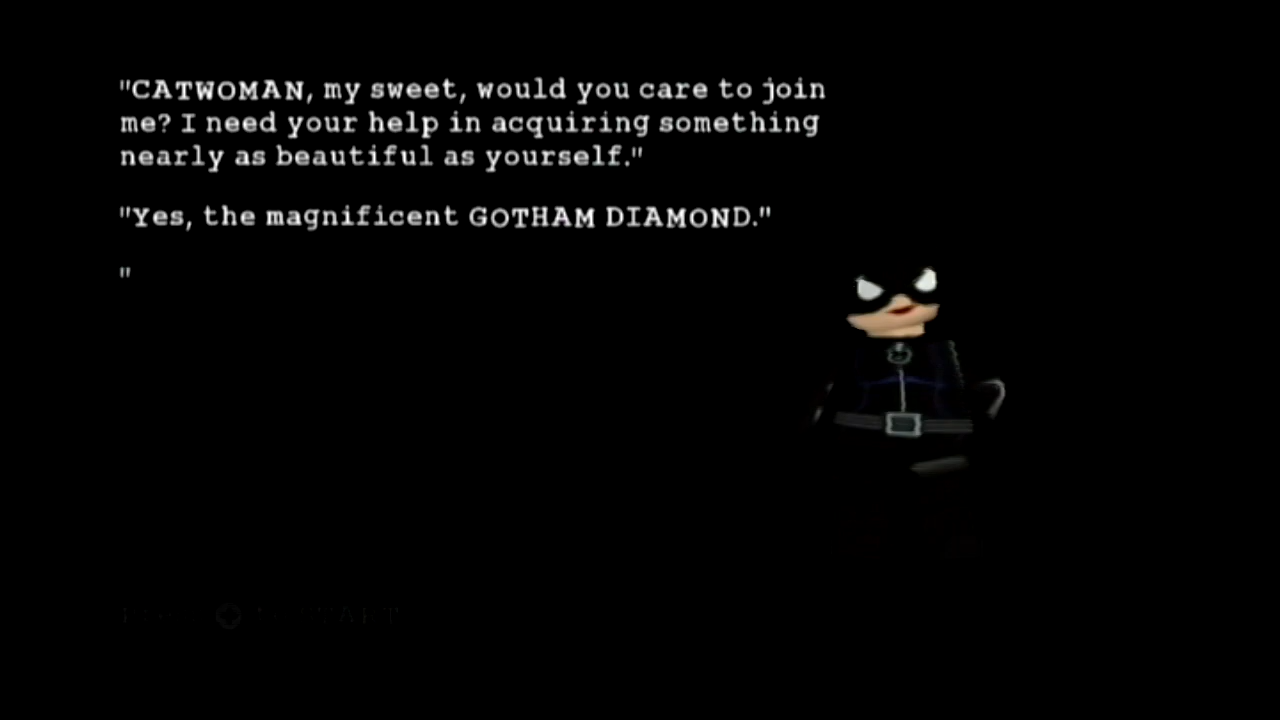 "CATWOMAN, my sweet, would you care to join
me? I need your help in acquiring something
nearly as beautiful as yourself."
"Yes, the magnificent GOTHAM DIAMOND."
"